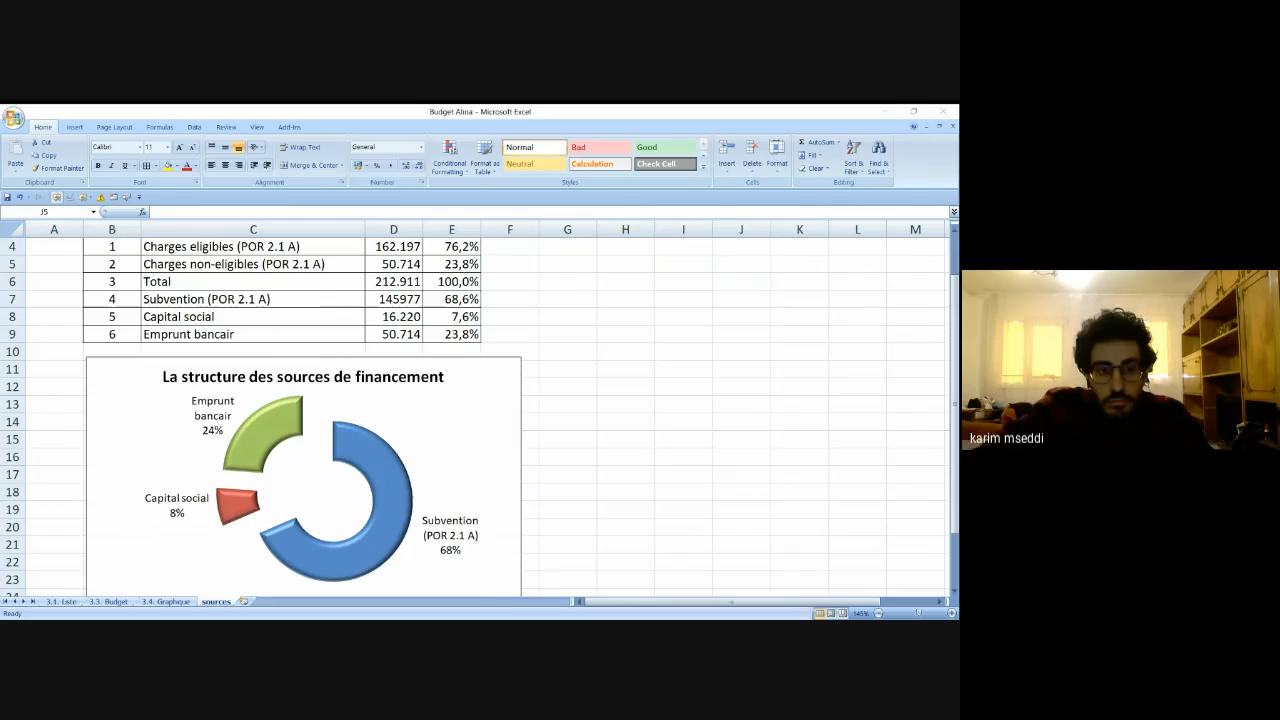 Budget Alina - Microsoft Excel
Home Insert Page Layout Formulas Data Review View Add-Ins
Paste Cut Copy Format Painter Clipboard
Calibri 11 Font
Wrap Text Merge & Center Alignment
General Number
Conditional Formatting Format as Table
Normal Bad Good
Neutral Calculation Check Cell
Styles
Insert Delete Format Cells
AutoSum Fill Clear Sort & Filter Find & Select Editing
J5 fx
A B C D E F G H I J K L M
4 1 Charges eligibles (POR 2.1 A) 162.197 76,2%
5 2 Charges non-eligibles (POR 2.1 A) 50.714 23,8%
6 3 Total 212.911 100,0%
7 4 Subvention (POR 2.1 A) 145977 68,6%
8 5 Capital social 16.220 7,6%
9 6 Emprunt bancair 50.714 23,8%
10
11
12
13
14
15
16
17
18
19
20
21
22
23
24
La structure des sources de financement
Emprunt
bancair
24%
Capital social
8%
Subvention
(POR 2.1 A)
68%
3.1. Liste 3.3. Budget 3.4. Graphique sources
Ready 145%
karim mseddi